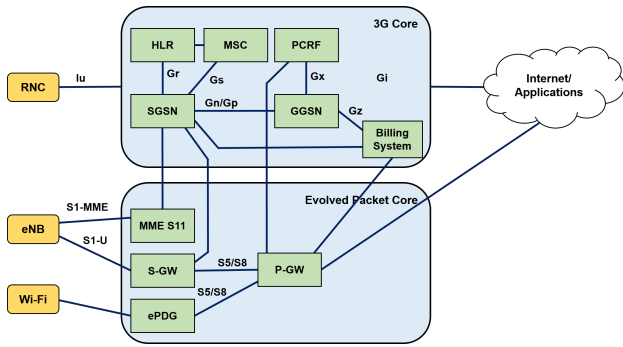 3G Core
HLR
MSC
PCRF
Iu
Gr
Gs
Gx
Gi
RNC
Internet/
Applications
SGSN
Gn/Gp
GGSN
Gz
Billing
System
Evolved Packet Core
S1-MME
eNB
MME S11
S1-U
S-GW
S5/S8
P-GW
Wi-Fi
S5/S8
ePDG